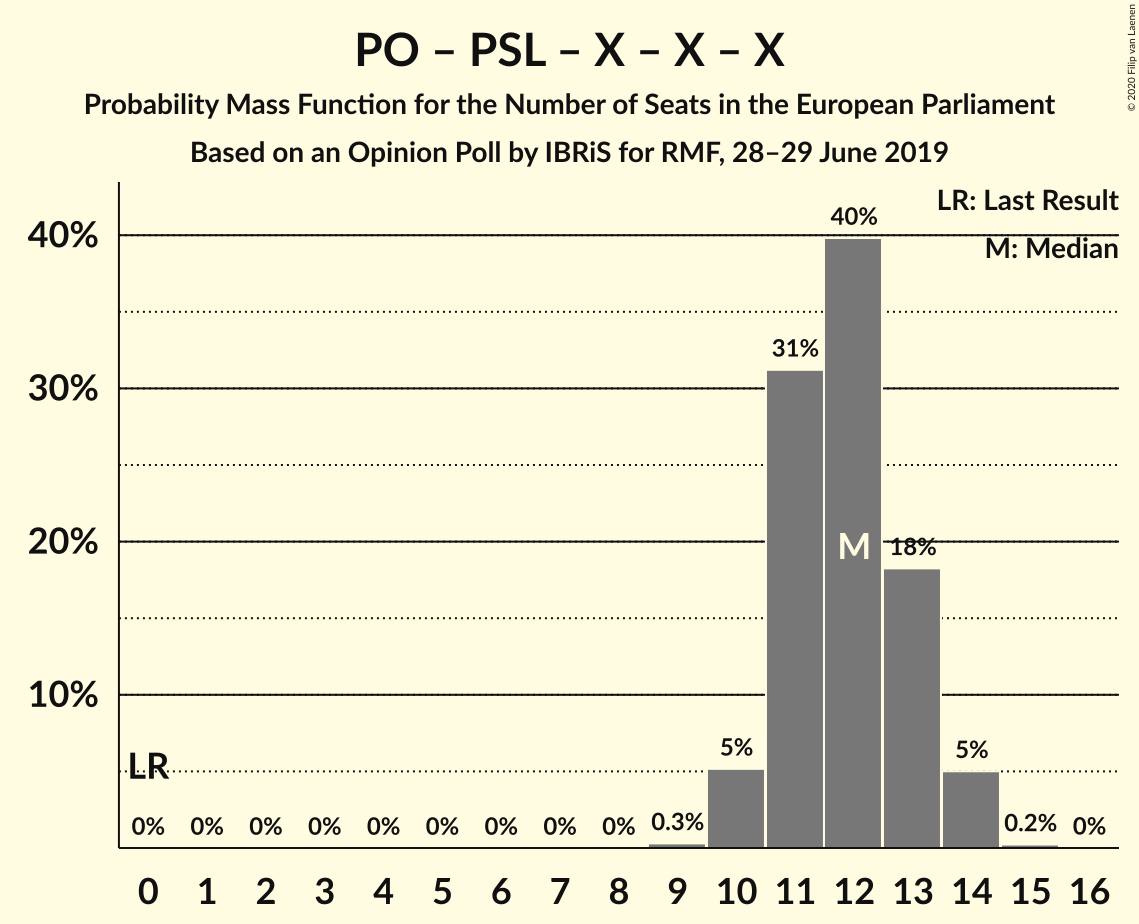 PO – PSL – X – X – X
Probability Mass Function for the Number of Seats in the European Parliament
Based on an Opinion Poll by IBRiS for RMF, 28–29 June 2019
© 2020 Filip van Laenen
LR: Last Result
M: Median
40%
30%
20%
10%
40%
31%
M
18%
5%
5%
LR
0%
0%
0%
0%
0%
0%
0%
0%
0%
0.3%
0.2%
0%
0 1 2 3 4 5 6 7 8 9 10 11 12 13 14 15 16